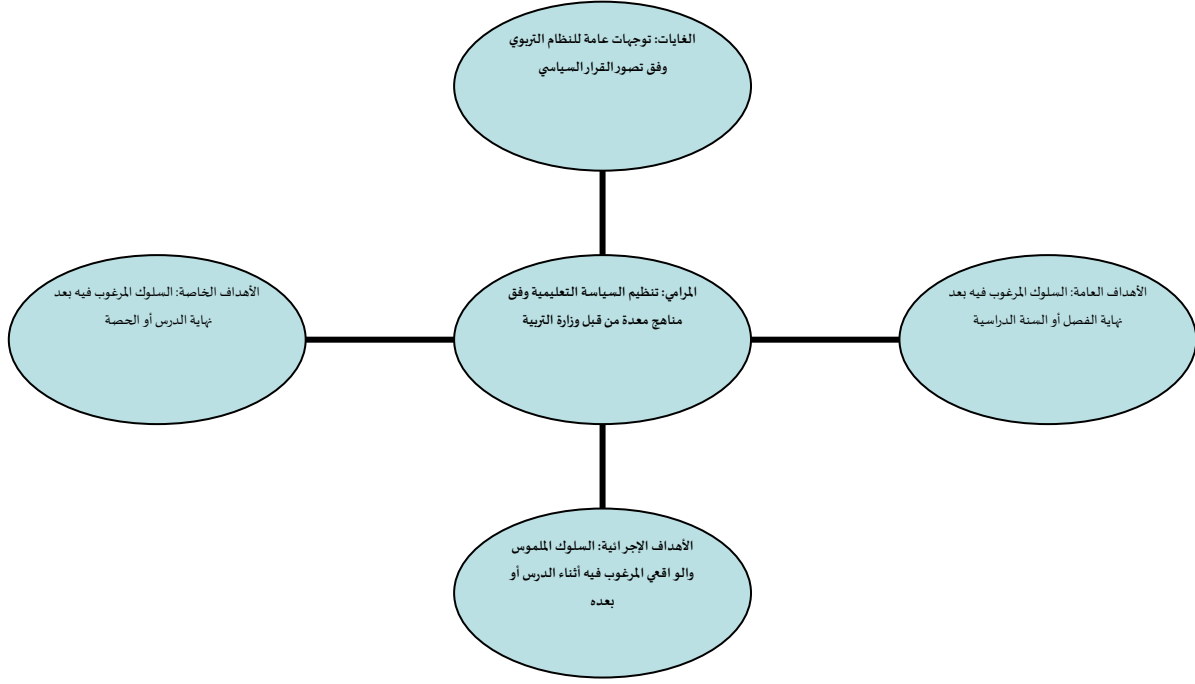 الغايات: توجهات عامة للنظام التربوي
وفق تصور القرار السياسي
الأهداف العامة: السلوك المرغوب فيه بعد
نهاية الفصل أو السنة الدراسية
المرامي: تنظيم السياسة التعليمية وفق
مناهج معدة من قبل وزارة التربية
الأهداف الخاصة: السلوك المرغوب فيه بعد
نهاية الدرس أو الحصة
الأهداف الإجرائية: السلوك الملموس
والواقعي المرغوب فيه أثناء الدرس أو
بعده